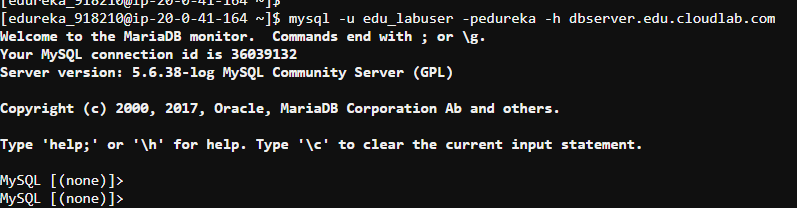 [edureka_918210@ip-20-0-41-164 ~]$
[edureka_918210@ip-20-0-41-164 ~]$ mysql -u edu_labuser -pedureka -h dbserver.edu.cloudlab.com
Welcome to the MariaDB monitor.  Commands end with ; or \g.
Your MySQL connection id is 36039132
Server version: 5.6.38-log MySQL Community Server (GPL)
Copyright (c) 2000, 2017, Oracle, MariaDB Corporation Ab and others.
Type 'help;' or '\h' for help. Type '\c' to clear the current input statement.
MySQL [(none)]>
MySQL [(none)]>